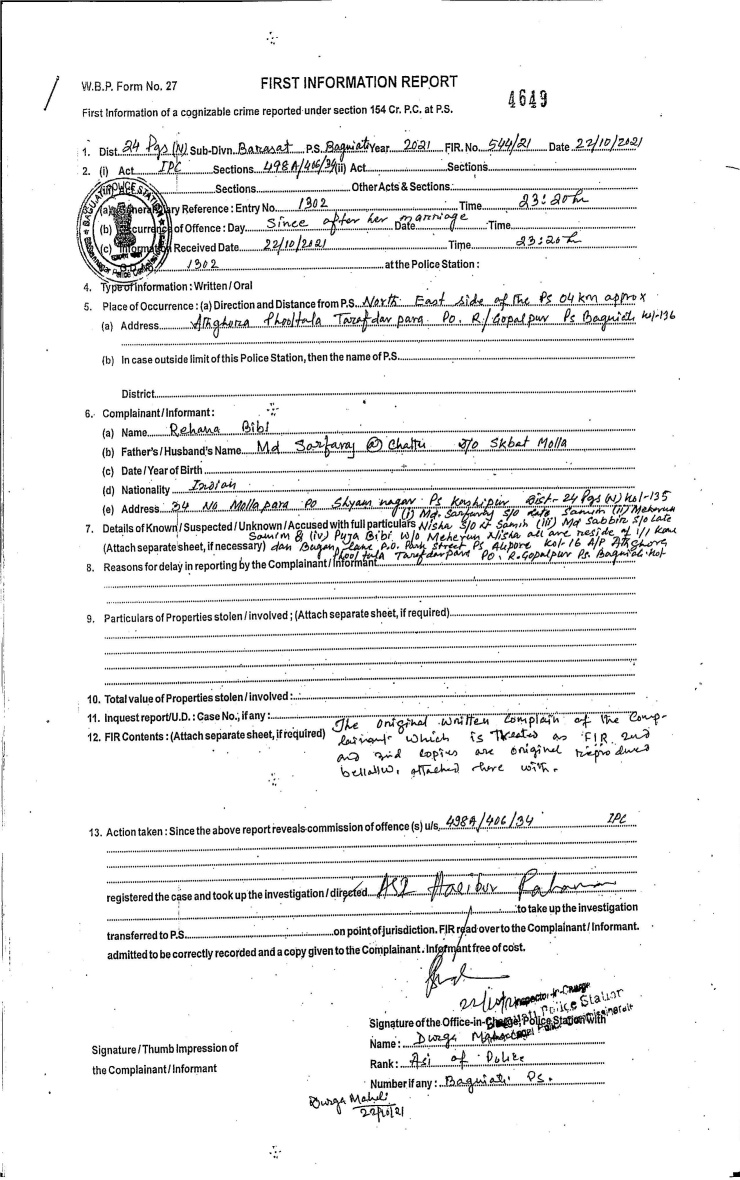 W.B.P. Form No. 27
FIRST INFORMATION REPORT
4649
First Information of a cognizable crime reported under section 154 Cr. P.C. at P.S.
1. Dist. 24 Pgs (N) Sub-Divn. Barasat P.S. Baguiati Year 2021 FIR. No. 544/21 Date 22/10/2021
2. (i) Act IPC Sections 498A/406/34 (ii) Act Sections
Sections Other Acts & Sections
(a) General Diary Reference : Entry No. 1302 Time 23:20 h
(b) Occurrence of Offence : Day Since after her marriage Date Time
(c) Information Received Date 22/10/2021 Time 23:20 h
1302 at the Police Station :
BAGUIATI POLICE STATION
4. Type of information : Written / Oral
5. Place of Occurrence : (a) Direction and Distance from P.S. North East side of the PS 04 km approx
(a) Address Athghora Phooltala Tarafdar para PO. R/Gopalpur Ps Baguiati Kol-136
(b) In case outside limit of this Police Station, then the name of P.S.
District
6. Complainant / Informant :
(a) Name Rehana Bibi
(b) Father's / Husband's Name Md Sarfaraj @ Chattu Skbat Molla
(c) Date / Year of Birth
(d) Nationality Indian
(e) Address 34 No Mollapara Po Shyam nagar Ps Kashipur Dist- 24 Pgs (N) Kol-135
(i) Md. Sarfaraj S/o Late Samim (ii) Meherun
7. Details of Known / Suspected / Unknown / Accused with full particulars Nisha Lt Samim (iii) Md Sabbir S/o Late
Samim & (iv) Puja Bibi W/o Meherun Nisha all are reside of 1/1
(Attach separate sheet, if necessary) dan Bugan Lane P.O. Park Street Ps Alipore Kol-16 A/P Athghora
Phooltala Tarafdarpara PO. R. Gopalpur Ps. Baguiati Kol
8. Reasons for delay in reporting by the Complainant / Informant
9. Particulars of Properties stolen / involved ; (Attach separate sheet, if required)
10. Total value of Properties stolen / involved :
11. Inquest report/U.D. : Case No., if any :
12. FIR Contents : (Attach separate sheet, if required) The original written complain of the Comp-
lainant which is treated as FIR and
and copies are original reproduced
bellallw. attached here with.
13. Action taken : Since the above report reveals commission of offence (s) u/s. 498A/406/34 IPC
registered the case and took up the investigation / directed ASI Habibur Rahaman
to take up the investigation
transferred to P.S. on point of jurisdiction. FIR read over to the Complainant / Informant.
admitted to be correctly recorded and a copy given to the Complainant. Informant free of cost.
Inspector-in-Charge
Police Station
Signature of the Office-in-Charge, Police Station with
Name : Durga
Signature / Thumb Impression of
the Complainant / Informant
Rank : Asi of Police
Number if any : Baguiati Ps.
Durga Maheli
22/10/21